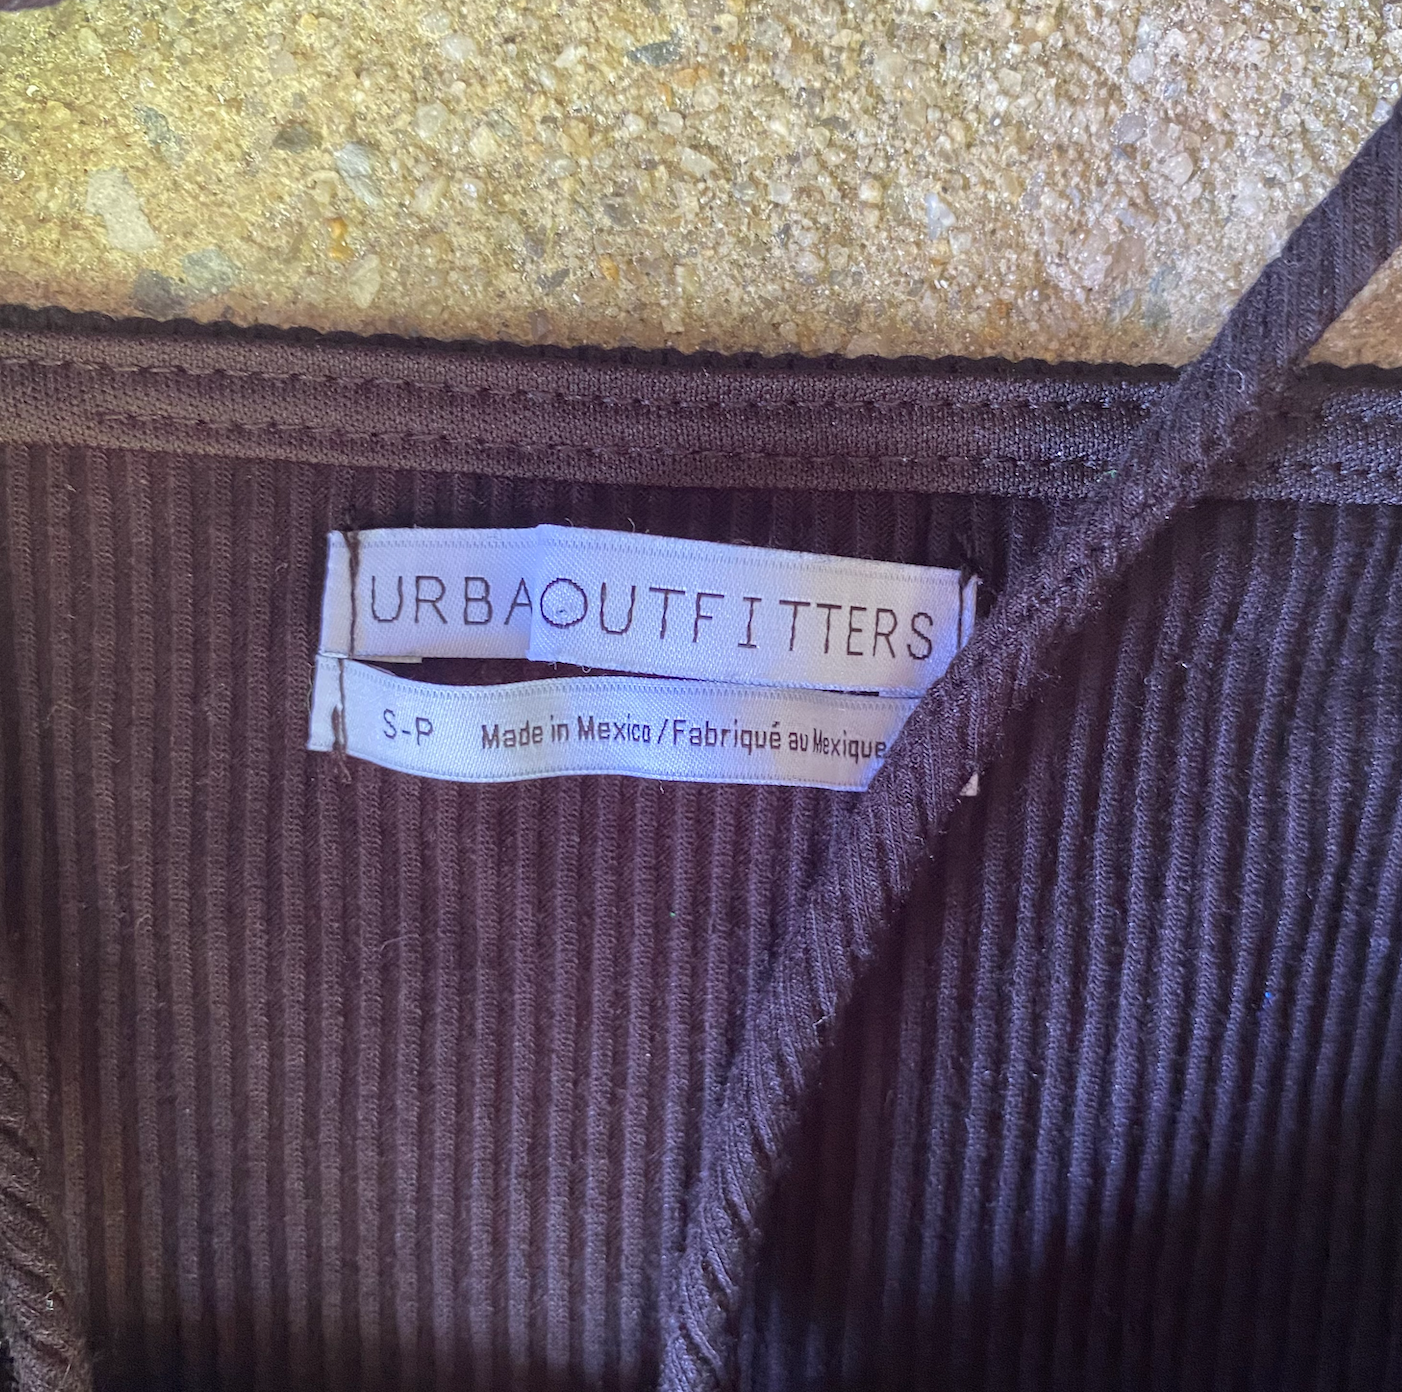 URBAOUTFITTERS
S-P Made in Mexico / Fabriqué au Mexique